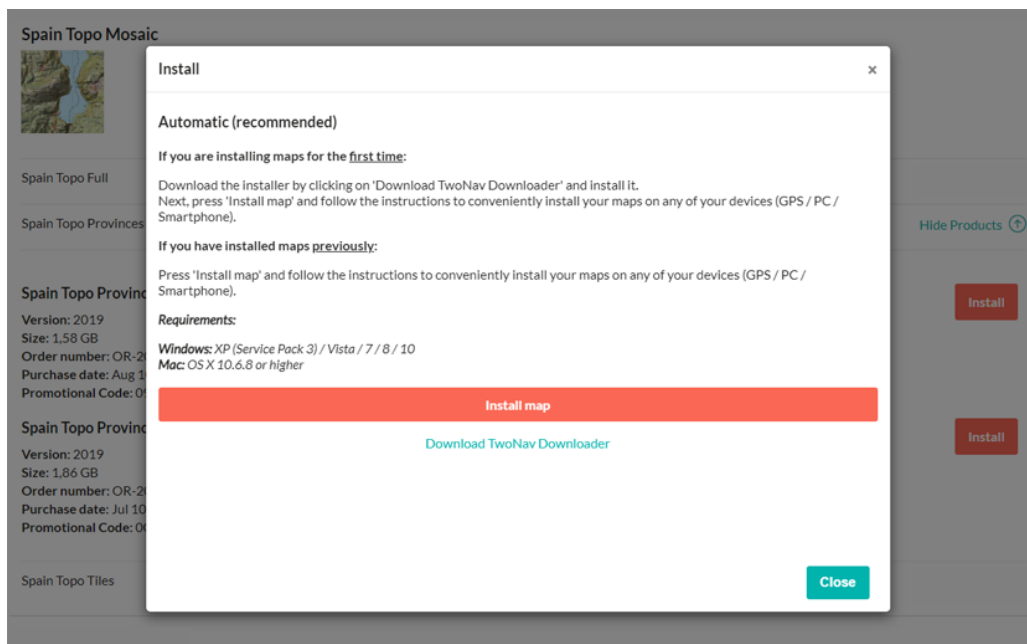 Spain Topo Mosaic
Install
×
Automatic (recommended)
If you are installing maps for the first time:
Download the installer by clicking on 'Download TwoNav Downloader' and install it.
Next, press 'Install map' and follow the instructions to conveniently install your maps on any of your devices (GPS / PC /
Smartphone).
If you have installed maps previously:
Press 'Install map' and follow the instructions to conveniently install your maps on any of your devices (GPS / PC /
Smartphone).
Requirements:
Windows: XP (Service Pack 3) / Vista / 7 / 8 / 10
Mac: OS X 10.6.8 or higher
Install map
Download TwoNav Downloader
Close
Spain Topo Full
Spain Topo Provinces
Hide Products
Spain Topo Provinc
Install
Version: 2019
Size: 1,58 GB
Order number: OR-20
Purchase date: Aug 1
Promotional Code:
Spain Topo Provinc
Install
Version: 2019
Size: 1,86 GB
Order number: OR-20
Purchase date: Jul 10
Promotional Code:
Spain Topo Tiles